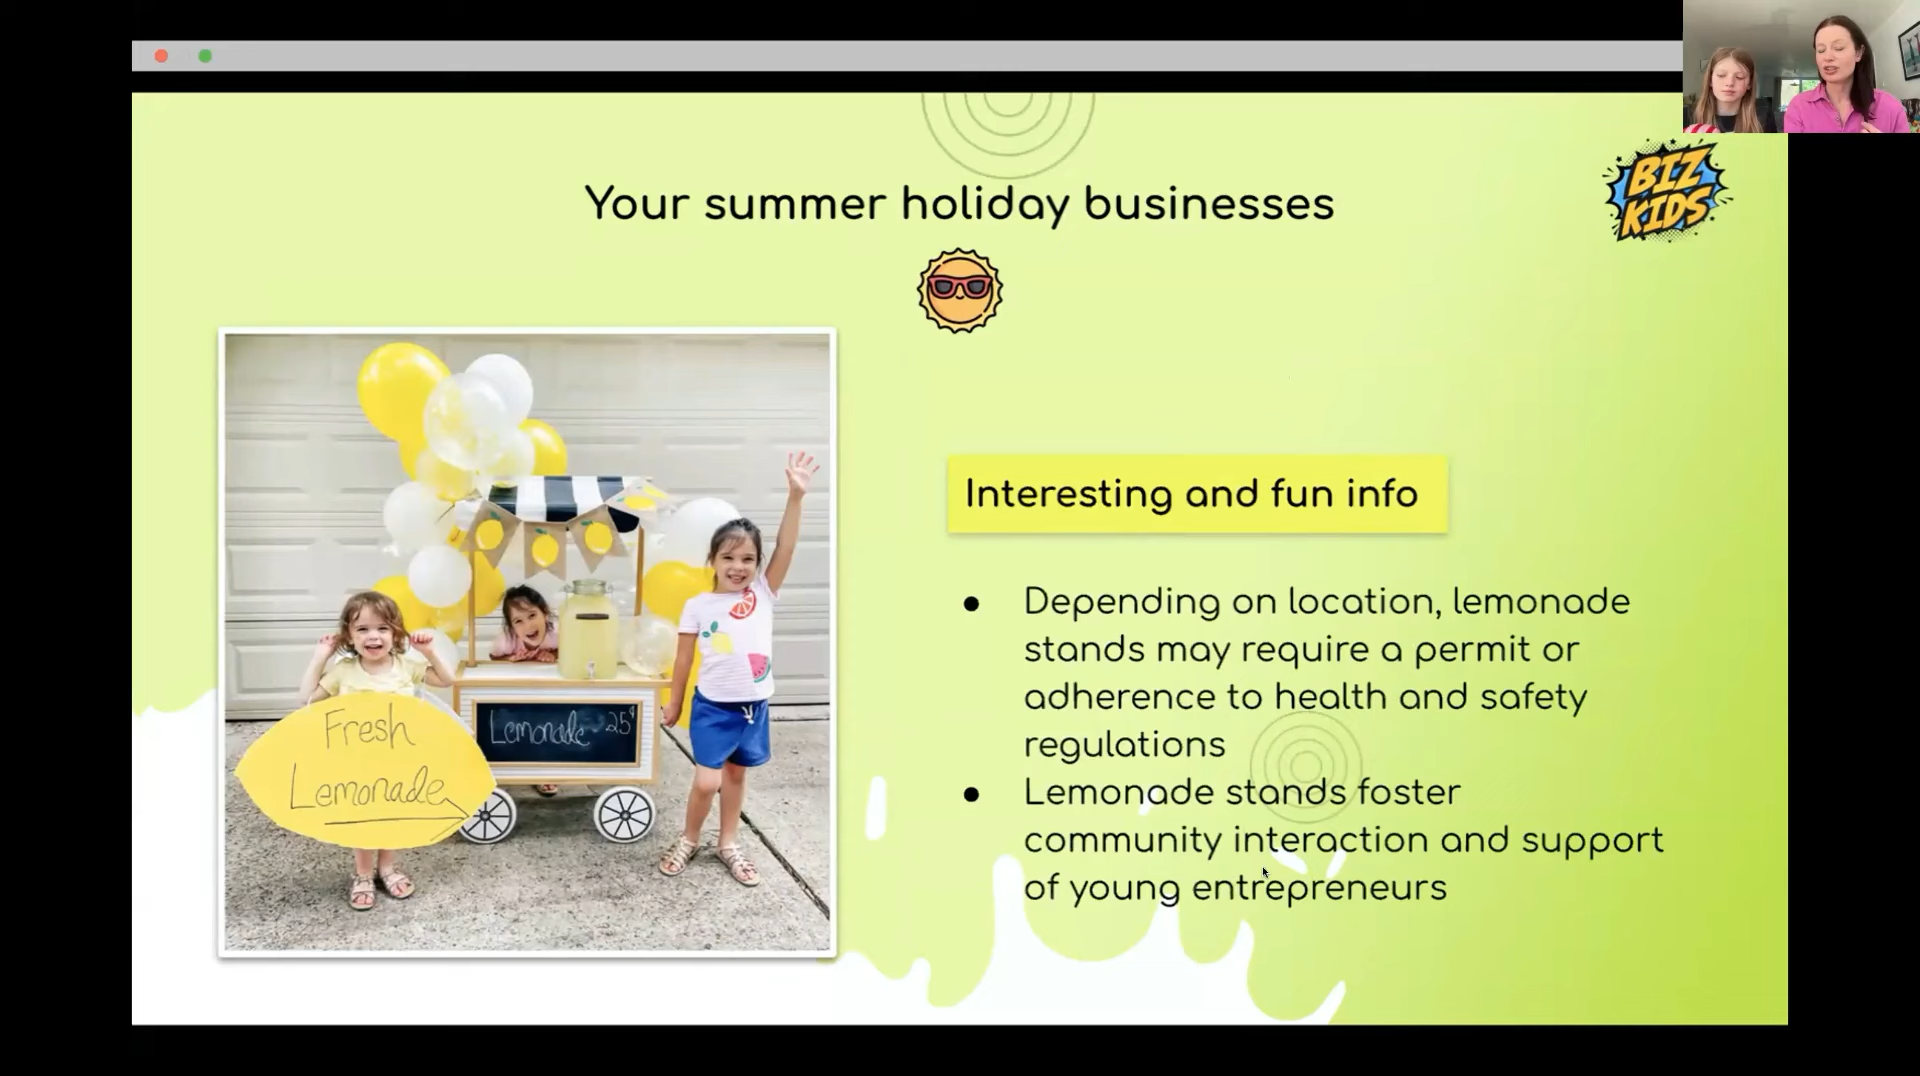 Your summer holiday businesses
BIZ
KIDS
Interesting and fun info
Fresh
Lemonade
Lemonade 25¢
● Depending on location, lemonade
stands may require a permit or
adherence to health and safety
regulations
● Lemonade stands foster
community interaction and support
of young entrepreneurs